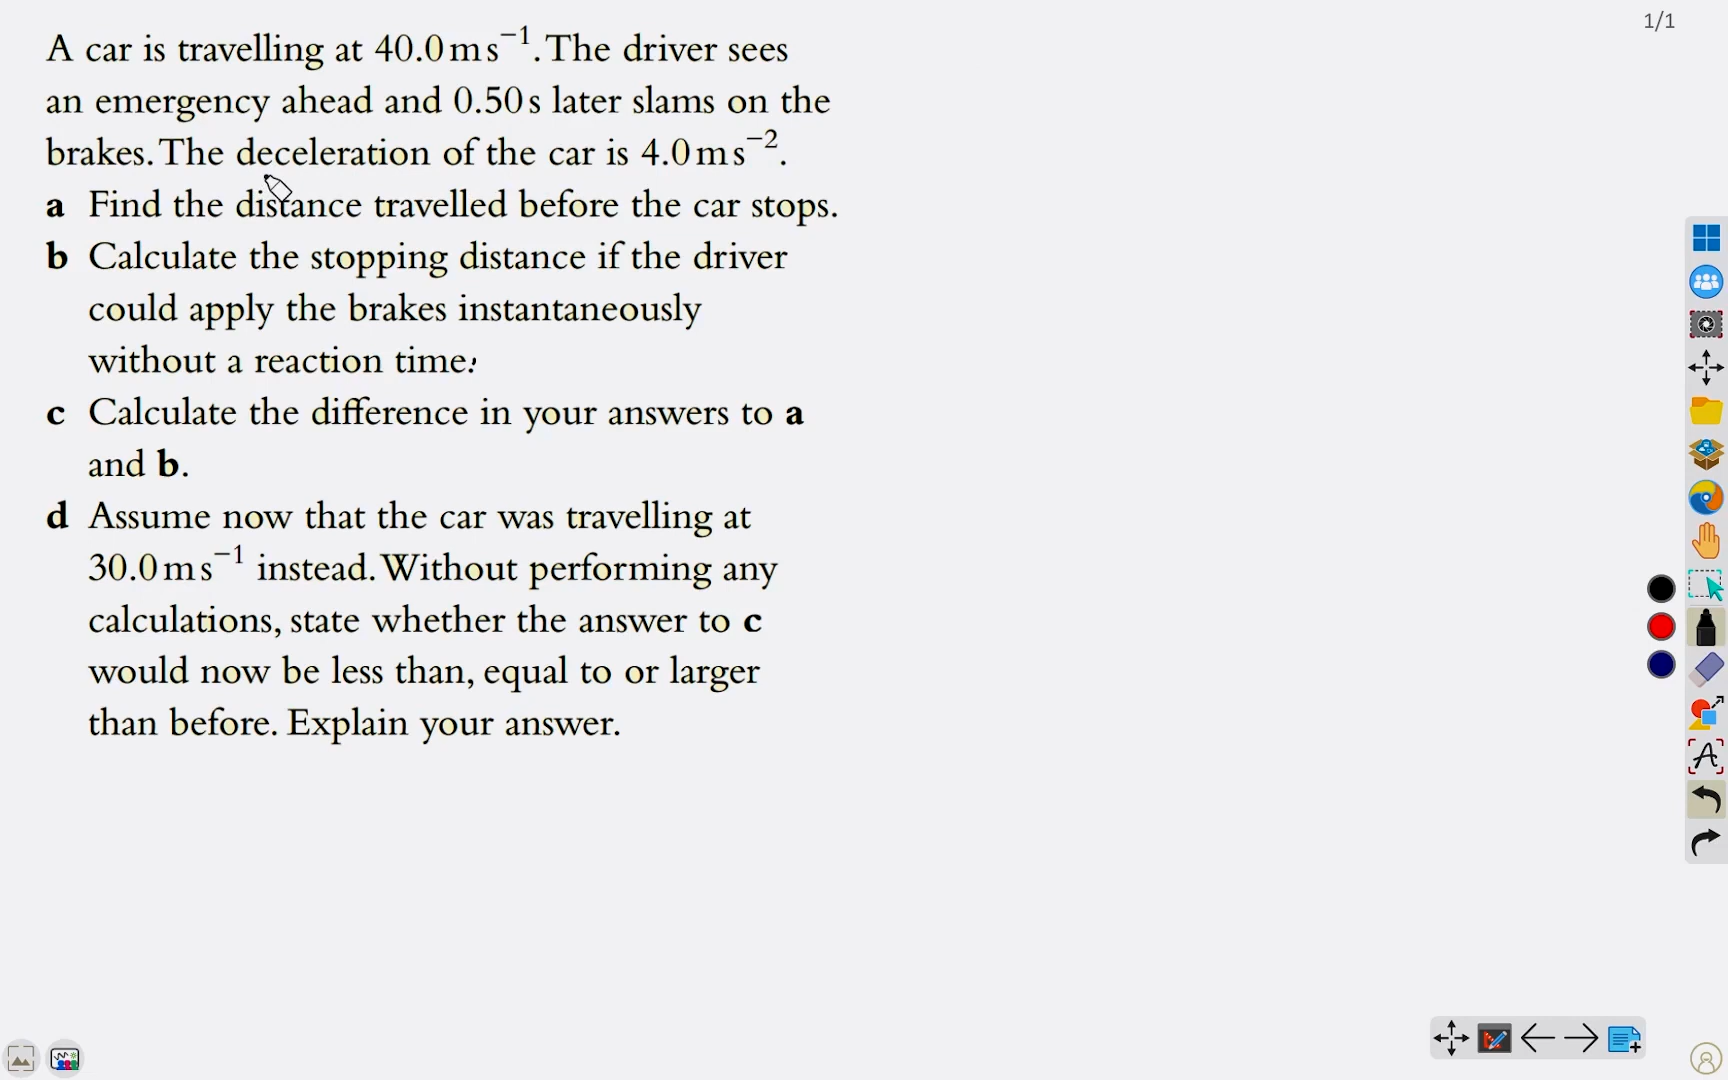 1/1
A car is travelling at 40.0 m s⁻¹. The driver sees
an emergency ahead and 0.50 s later slams on the
brakes. The deceleration of the car is 4.0 m s⁻².
a Find the distance travelled before the car stops.
b Calculate the stopping distance if the driver
could apply the brakes instantaneously
without a reaction time.
c Calculate the difference in your answers to a
and b.
d Assume now that the car was travelling at
30.0 m s⁻¹ instead. Without performing any
calculations, state whether the answer to c
would now be less than, equal to or larger
than before. Explain your answer.